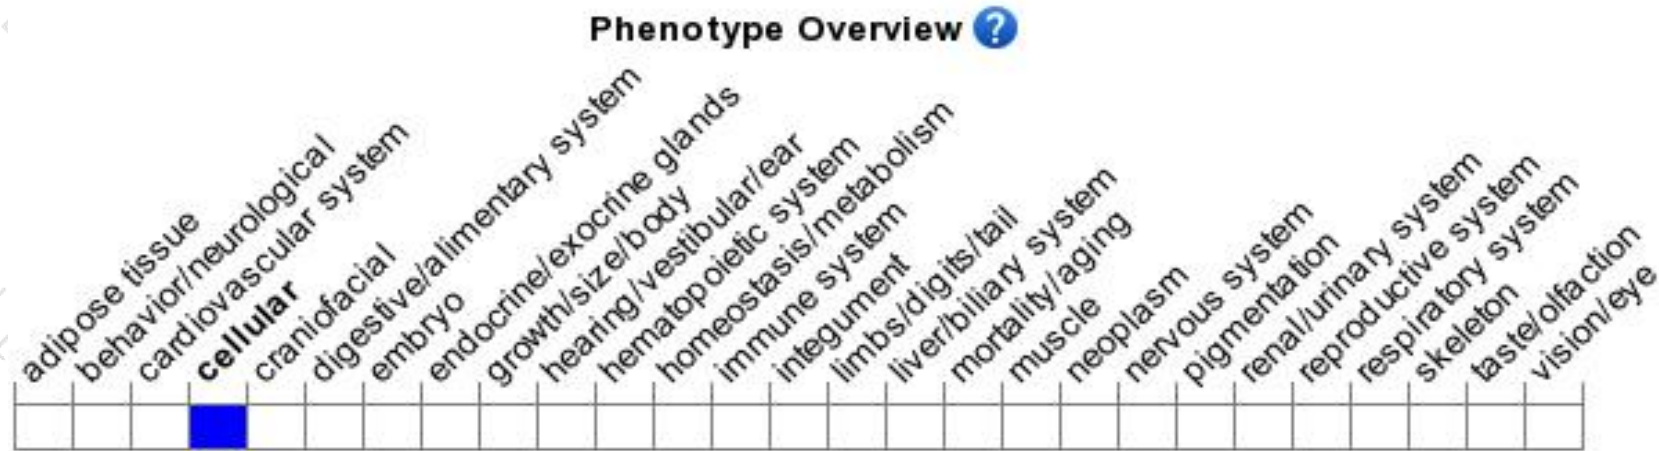 Phenotype Overview ?
adipose tissue
behavior/neurological
cardiovascular system
cellular
craniofacial
digestive/alimentary system
embryo
endocrine/exocrine glands
growth/size/body
hearing/vestibular/ear
hematopoietic system
homeostasis/metabolism
immune system
integument
limbs/digits/tail
liver/biliary system
mortality/aging
muscle
neoplasm
nervous system
pigmentation
renal/urinary system
reproductive system
respiratory system
skeleton
taste/olfaction
vision/eye